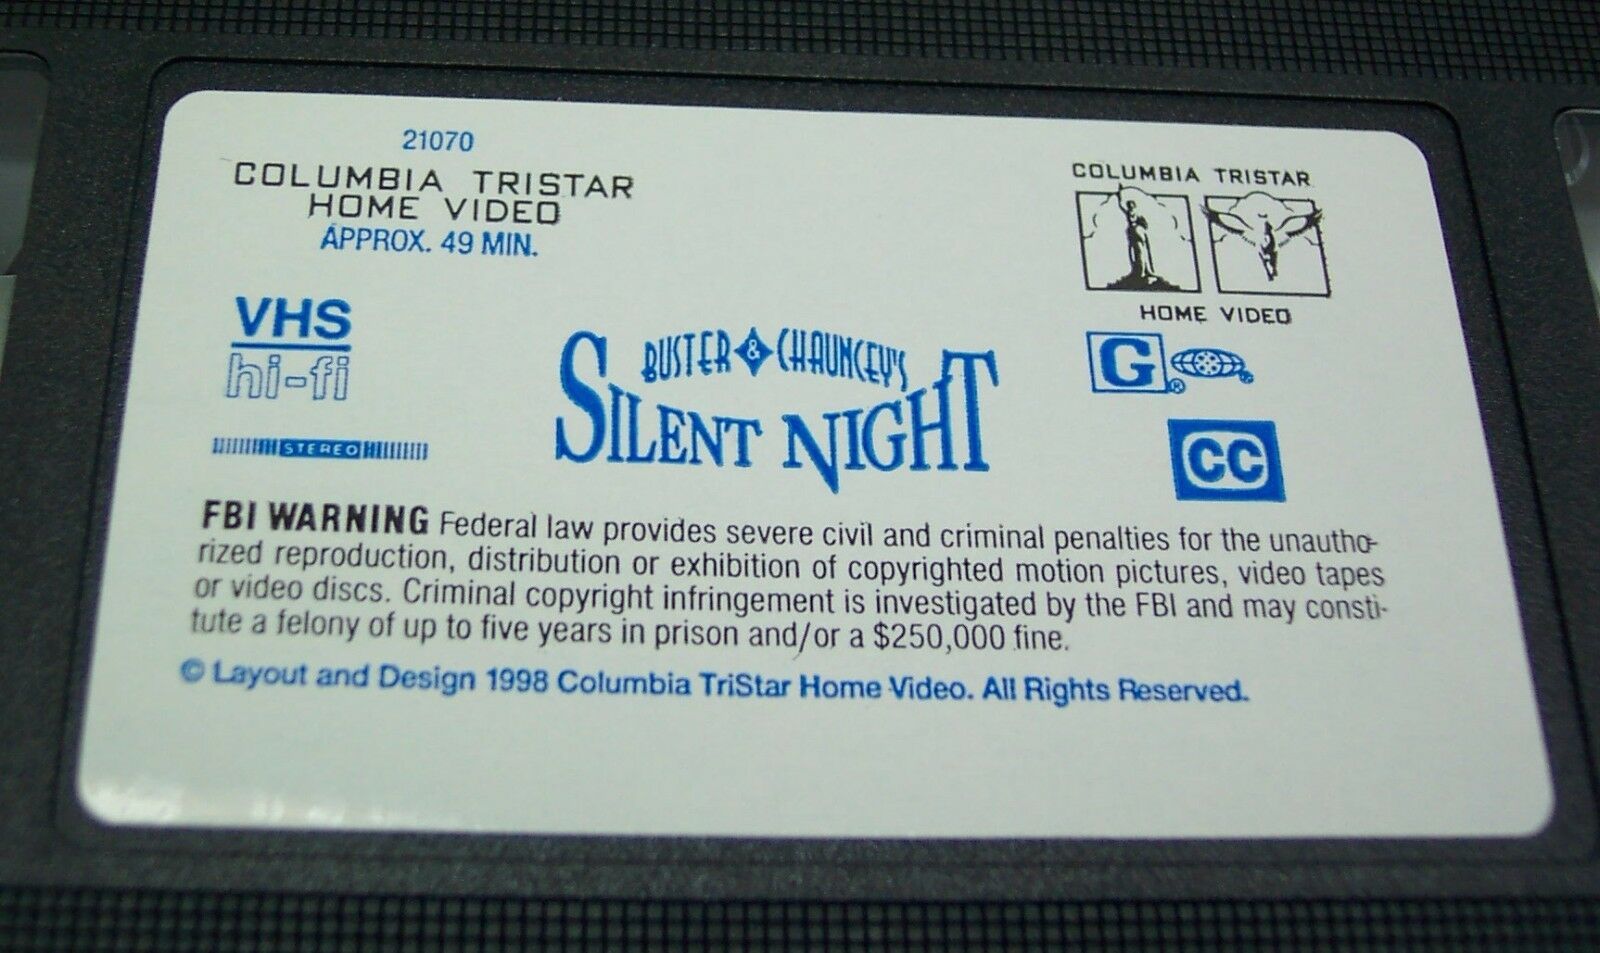 21070
COLUMBIA TRISTAR
HOME VIDEO
APPROX. 49 MIN.
COLUMBIA TRISTAR
HOME VIDEO
VHS
hi-fi
STEREO
BUSTER & CHAUNCEY'S
SILENT NIGHT
G®
CC
FBI WARNING Federal law provides severe civil and criminal penalties for the unautho-
rized reproduction, distribution or exhibition of copyrighted motion pictures, video tapes
or video discs. Criminal copyright infringement is investigated by the FBI and may consti-
tute a felony of up to five years in prison and/or a $250,000 fine.
© Layout and Design 1998 Columbia TriStar Home Video. All Rights Reserved.